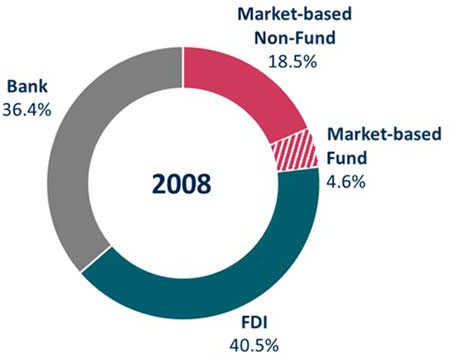 Market-based
Non-Fund
18.5%
Market-based
Fund
4.6%
FDI
40.5%
Bank
36.4%
2008